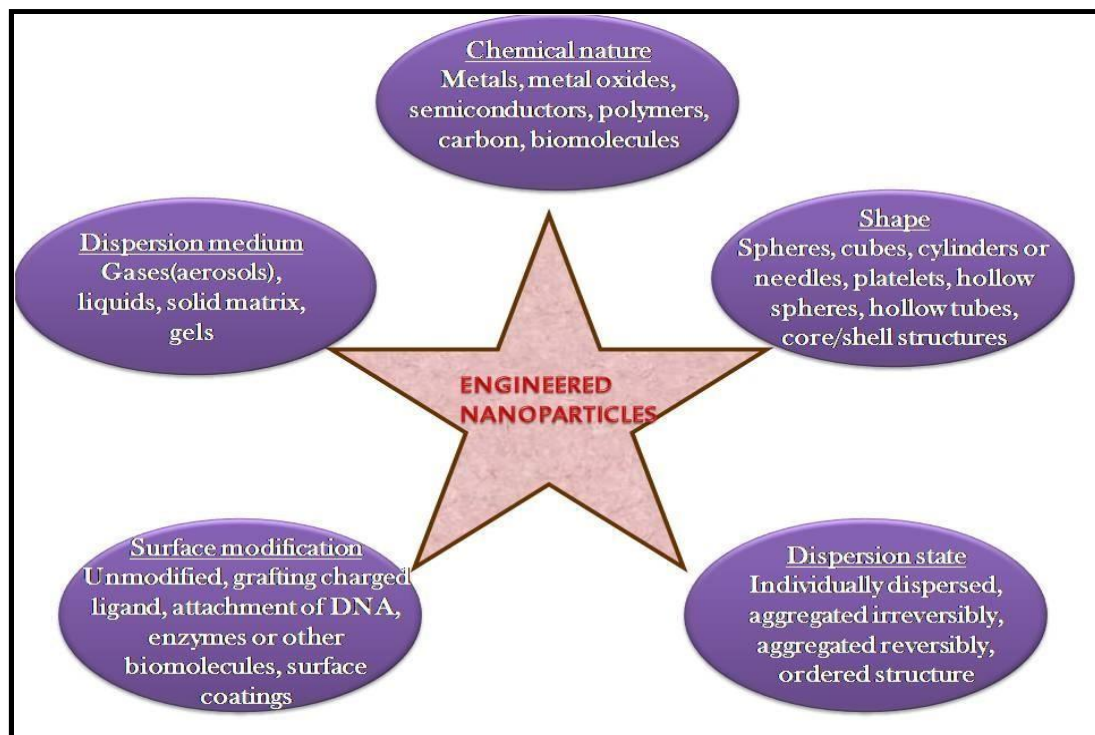 Chemical nature
Metals, metal oxides,
semiconductors, polymers,
carbon, biomolecules
Dispersion medium
Gases(aerosols),
liquids, solid matrix,
gels
Shape
Spheres, cubes, cylinders or
needles, platelets, hollow
spheres, hollow tubes,
core/shell structures
ENGINEERED
NANOPARTICLES
Surface modification
Unmodified, grafting charged
ligand, attachment of DNA,
enzymes or other
biomolecules, surface
coatings
Dispersion state
Individually dispersed,
aggregated irreversibly,
aggregated reversibly,
ordered structure